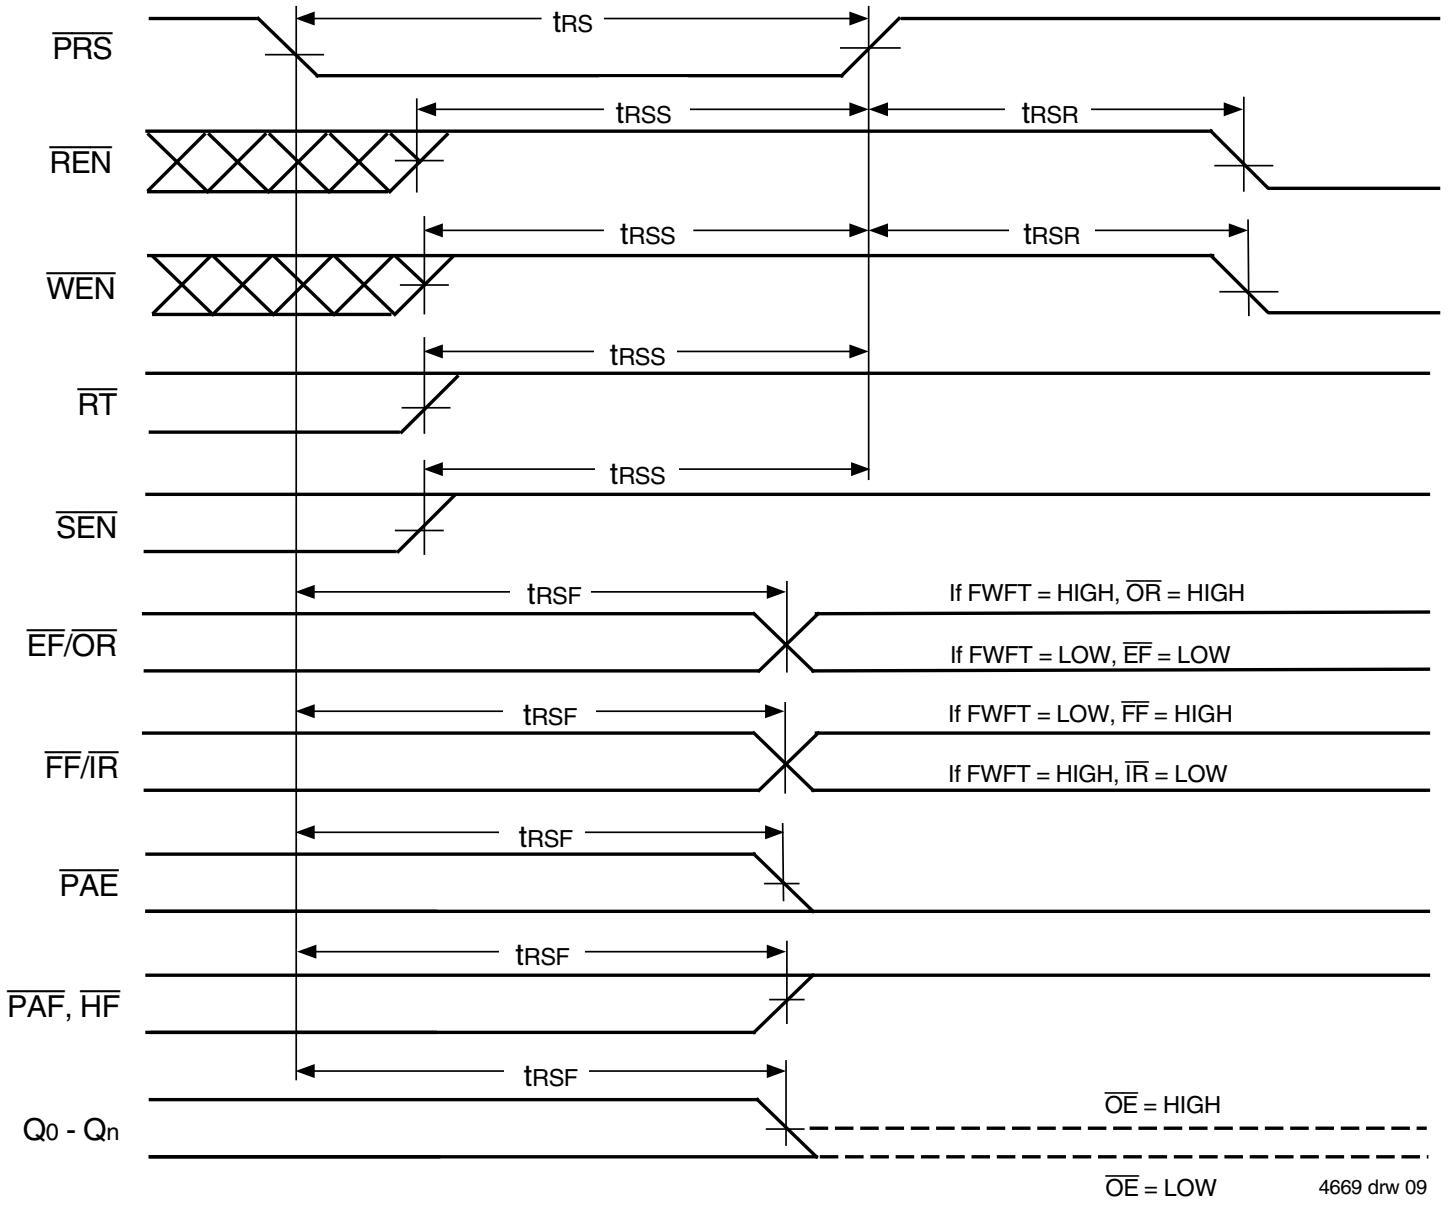 tRS
PRS
tRSS tRSR
REN
tRSS tRSR
WEN
tRSS
RT
tRSS
SEN
tRSF If FWFT = HIGH, OR = HIGH
EF/OR If FWFT = LOW, EF = LOW
tRSF If FWFT = LOW, FF = HIGH
FF/IR If FWFT = HIGH, IR = LOW
tRSF
PAE
tRSF
PAF, HF
tRSF
OE = HIGH
Q0 - Qn
OE = LOW 4669 drw 09